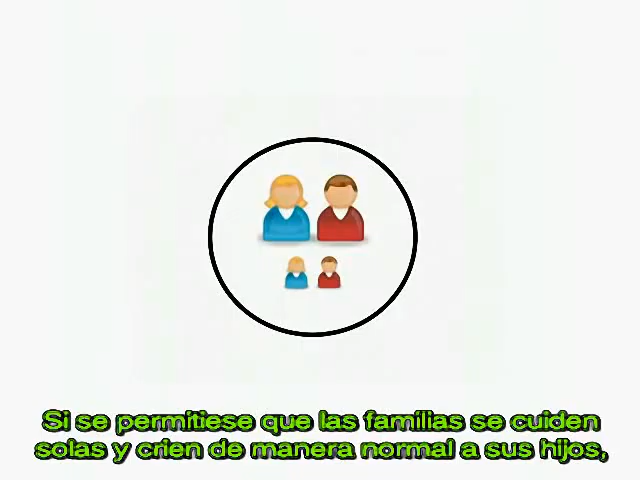 Si se permitiese que las familias se cuiden
solas y crien de manera normal a sus hijos,